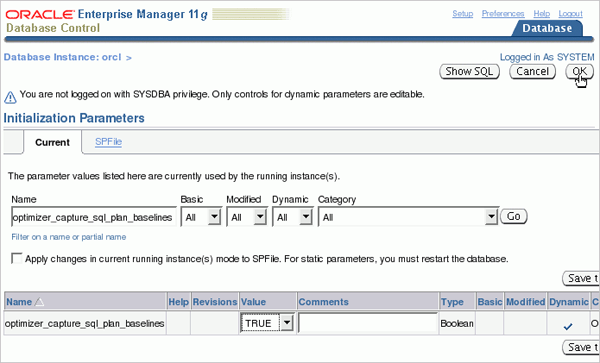 ORACLE Enterprise Manager 11g
Database Control
Setup Preferences Help Logout
Database
Database Instance: orcl >
Logged in As SYSTEM
Show SQL Cancel OK
You are not logged on with SYSDBA privilege. Only controls for dynamic parameters are editable.
Initialization Parameters
Current SPFile
The parameter values listed here are currently used by the running instance(s).
Name Basic Modified Dynamic Category
optimizer_capture_sql_plan_baselines All All All All Go
Filter on a name or partial name
Apply changes in current running instance(s) mode to SPFile. For static parameters, you must restart the database.
Save t
Name Help Revisions Value Comments Type Basic Modified Dynamic C
optimizer_capture_sql_plan_baselines TRUE Boolean O
Save t